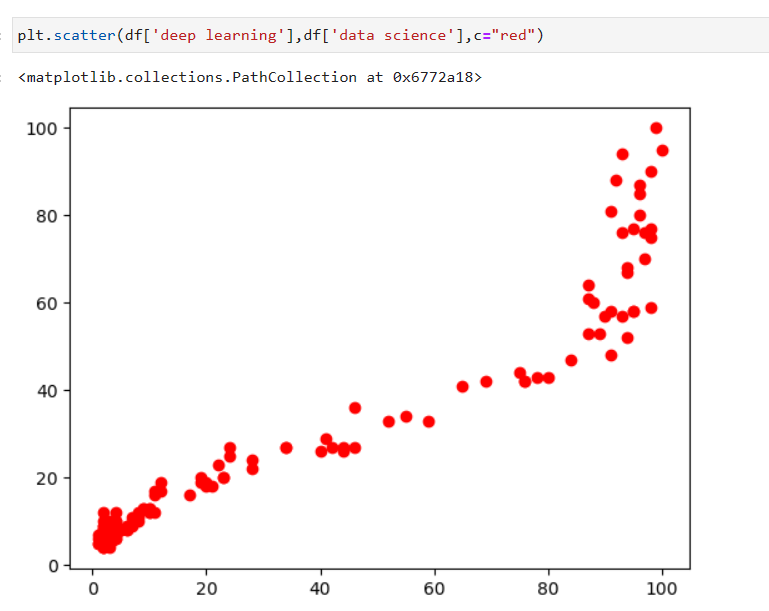 plt.scatter(df['deep learning'],df['data science'],c="red")
<matplotlib.collections.PathCollection at 0x6772a18>
100
80
60
40
20
0
0 20 40 60 80 100